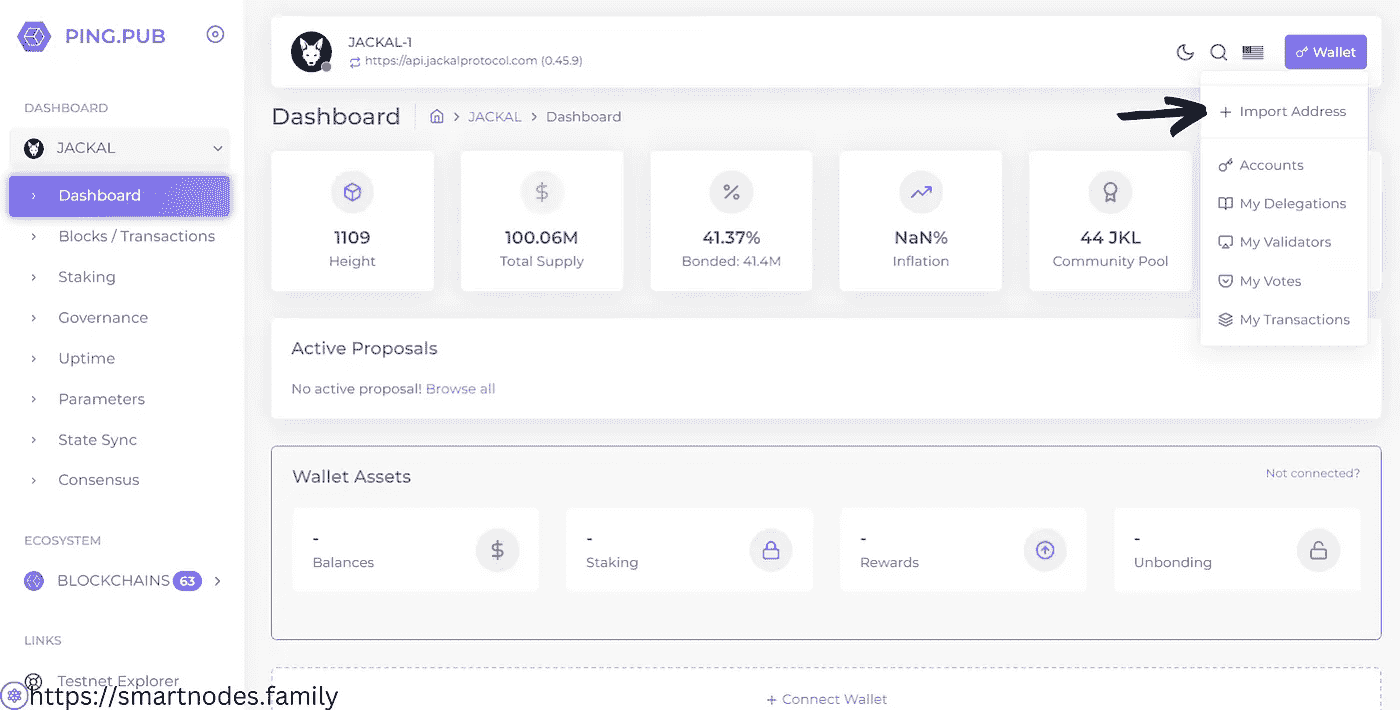 PING.PUB
DASHBOARD
JACKAL
Dashboard
Blocks / Transactions
Staking
Governance
Uptime
Parameters
State Sync
Consensus
ECOSYSTEM
BLOCKCHAINS 63
LINKS
Testnet Explorer
https://smartnodes.family
JACKAL-1
https://api.jackalprotocol.com (0.45.9)
Wallet
Import Address
Accounts
My Delegations
My Validators
My Votes
My Transactions
Dashboard
JACKAL > Dashboard
1109
Height
100.06M
Total Supply
41.37%
Bonded: 41.4M
NaN%
Inflation
44 JKL
Community Pool
Active Proposals
No active proposal! Browse all
Wallet Assets
Not connected?
-
Balances
-
Staking
-
Rewards
-
Unbonding
+ Connect Wallet